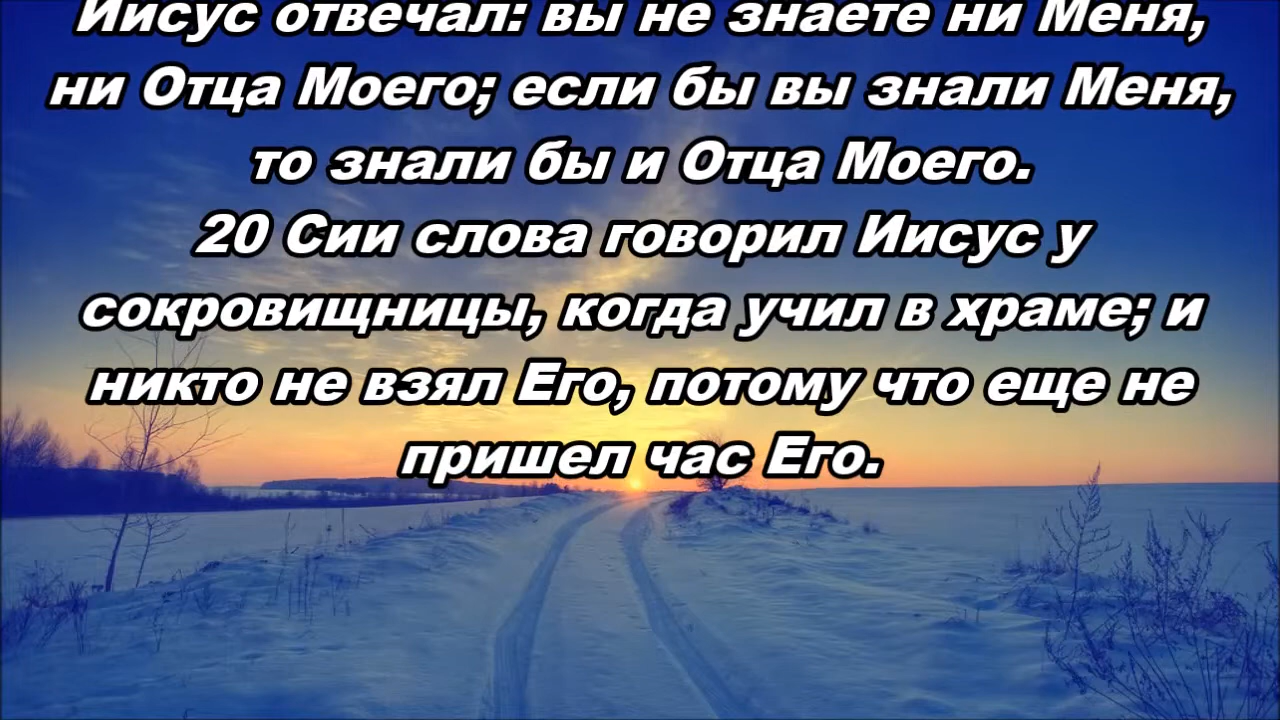 Иисус отвечал: вы не знаете ни Меня,
ни Отца Моего; если бы вы знали Меня,
то знали бы и Отца Моего.
20 Сии слова говорил Иисус у
сокровищницы, когда учил в храме; и
никто не взял Его, потому что еще не
пришел час Его.